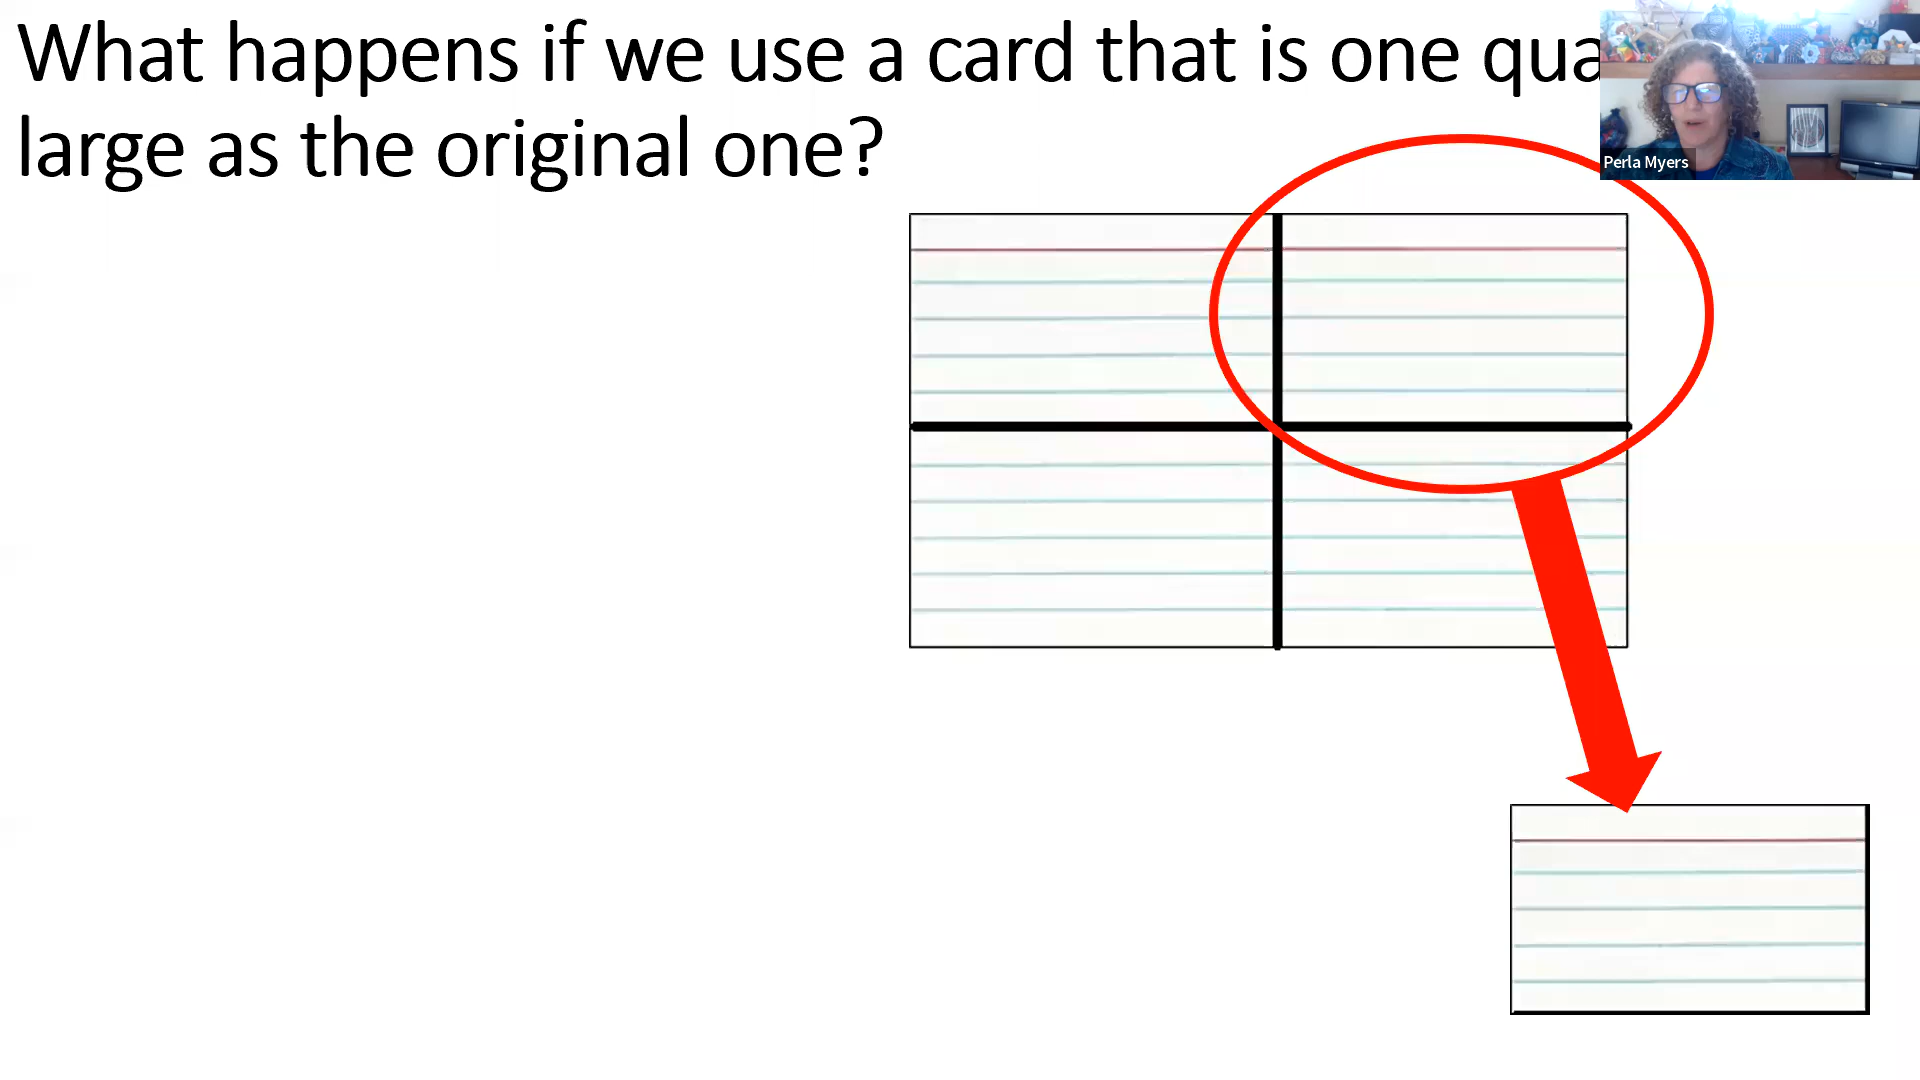 What happens if we use a card that is one qua
large as the original one?
Perla Myers